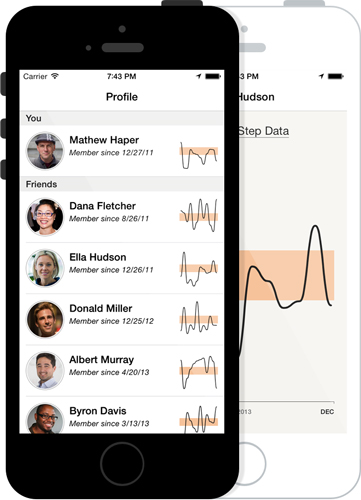 Carrier 7:43 PM
Profile
You
Mathew Haper
Member since 12/27/11
Friends
Dana Fletcher
Member since 8/26/11
Ella Hudson
Member since 12/26/11
Donald Miller
Member since 12/25/12
Albert Murray
Member since 4/20/13
Byron Davis
Member since 3/13/13
43 PM
Hudson
Step Data
2013 DEC